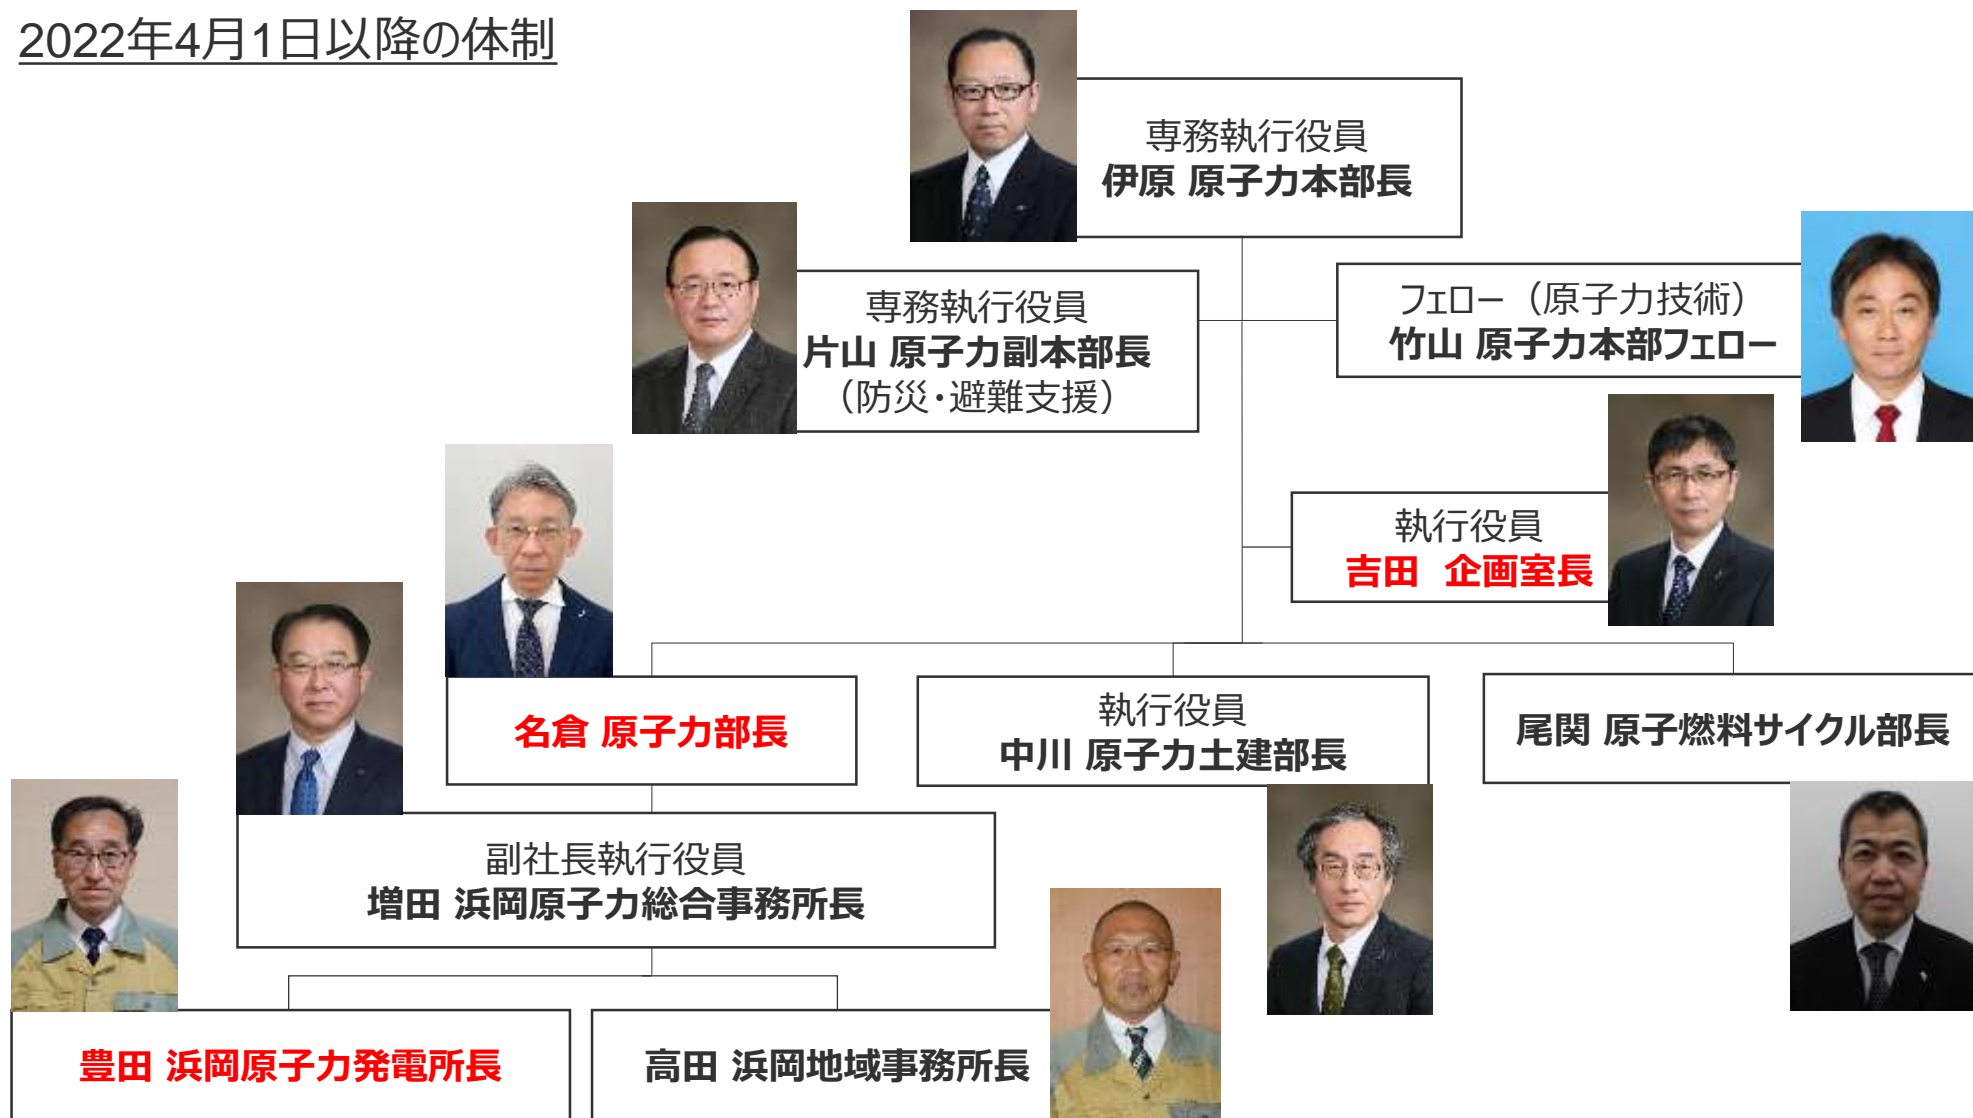 2022年4月1日以降の体制
専務執行役員
伊原 原子力本部長
専務執行役員
片山 原子力副本部長
（防災・避難支援）
フェロー（原子力技術）
竹山 原子力本部フェロー
執行役員
吉田　企画室長
名倉 原子力部長
執行役員
中川 原子力土建部長
尾関 原子燃料サイクル部長
副社長執行役員
増田 浜岡原子力総合事務所長
豊田 浜岡原子力発電所長
高田 浜岡地域事務所長